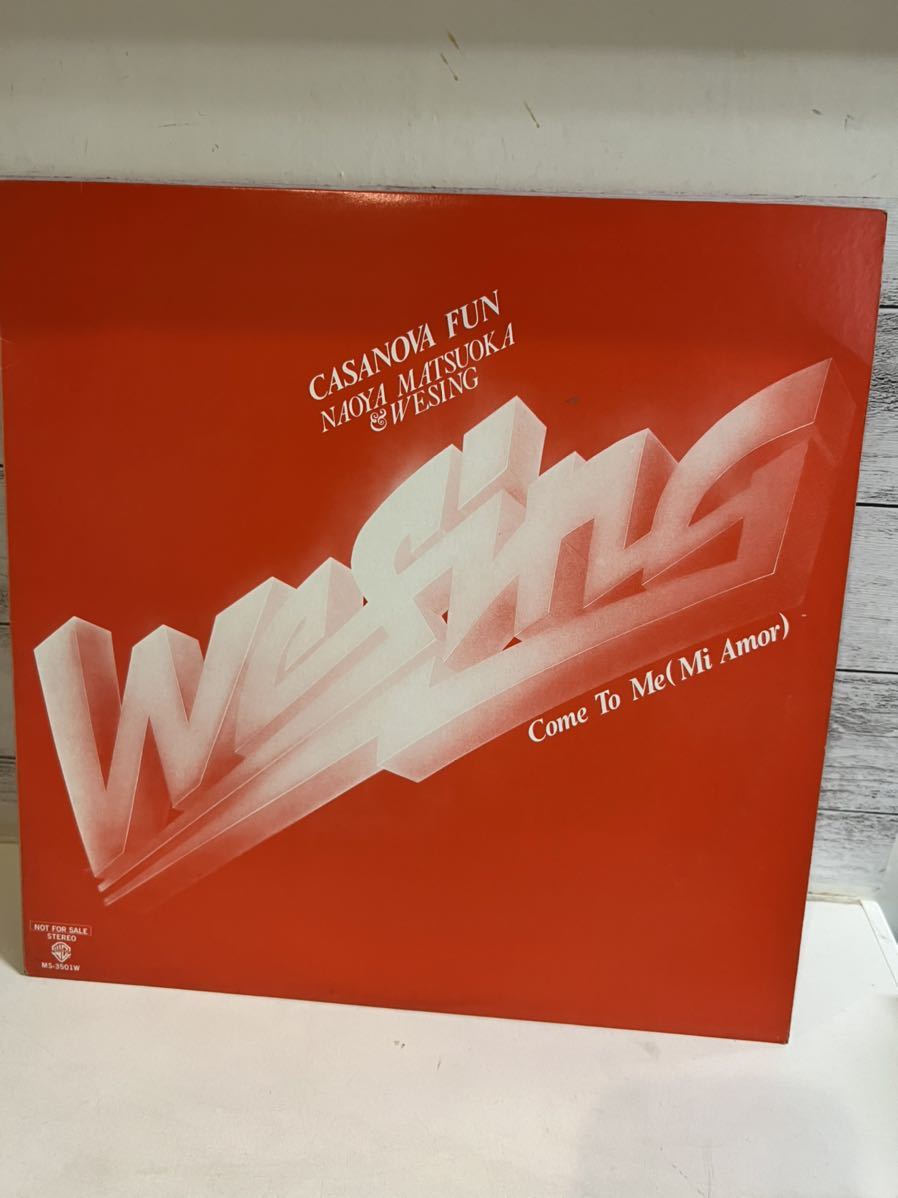 CASANOVA FUN
NAOYA MATSUOKA
& WESING
Wesing
Come To Me (Mi Amor)
NOT FOR SALE
STEREO
MS-3501W